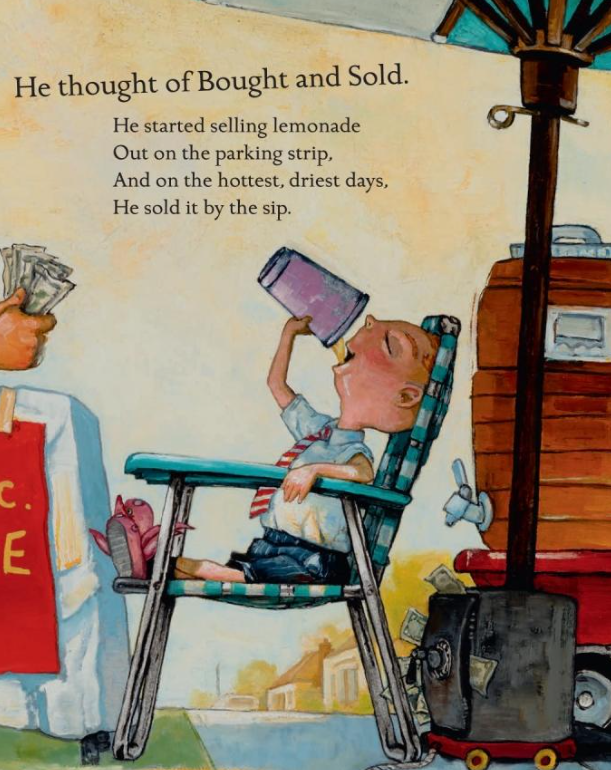 He thought of Bought and Sold.
He started selling lemonade
Out on the parking strip,
And on the hottest, driest days,
He sold it by the sip.
C.
E